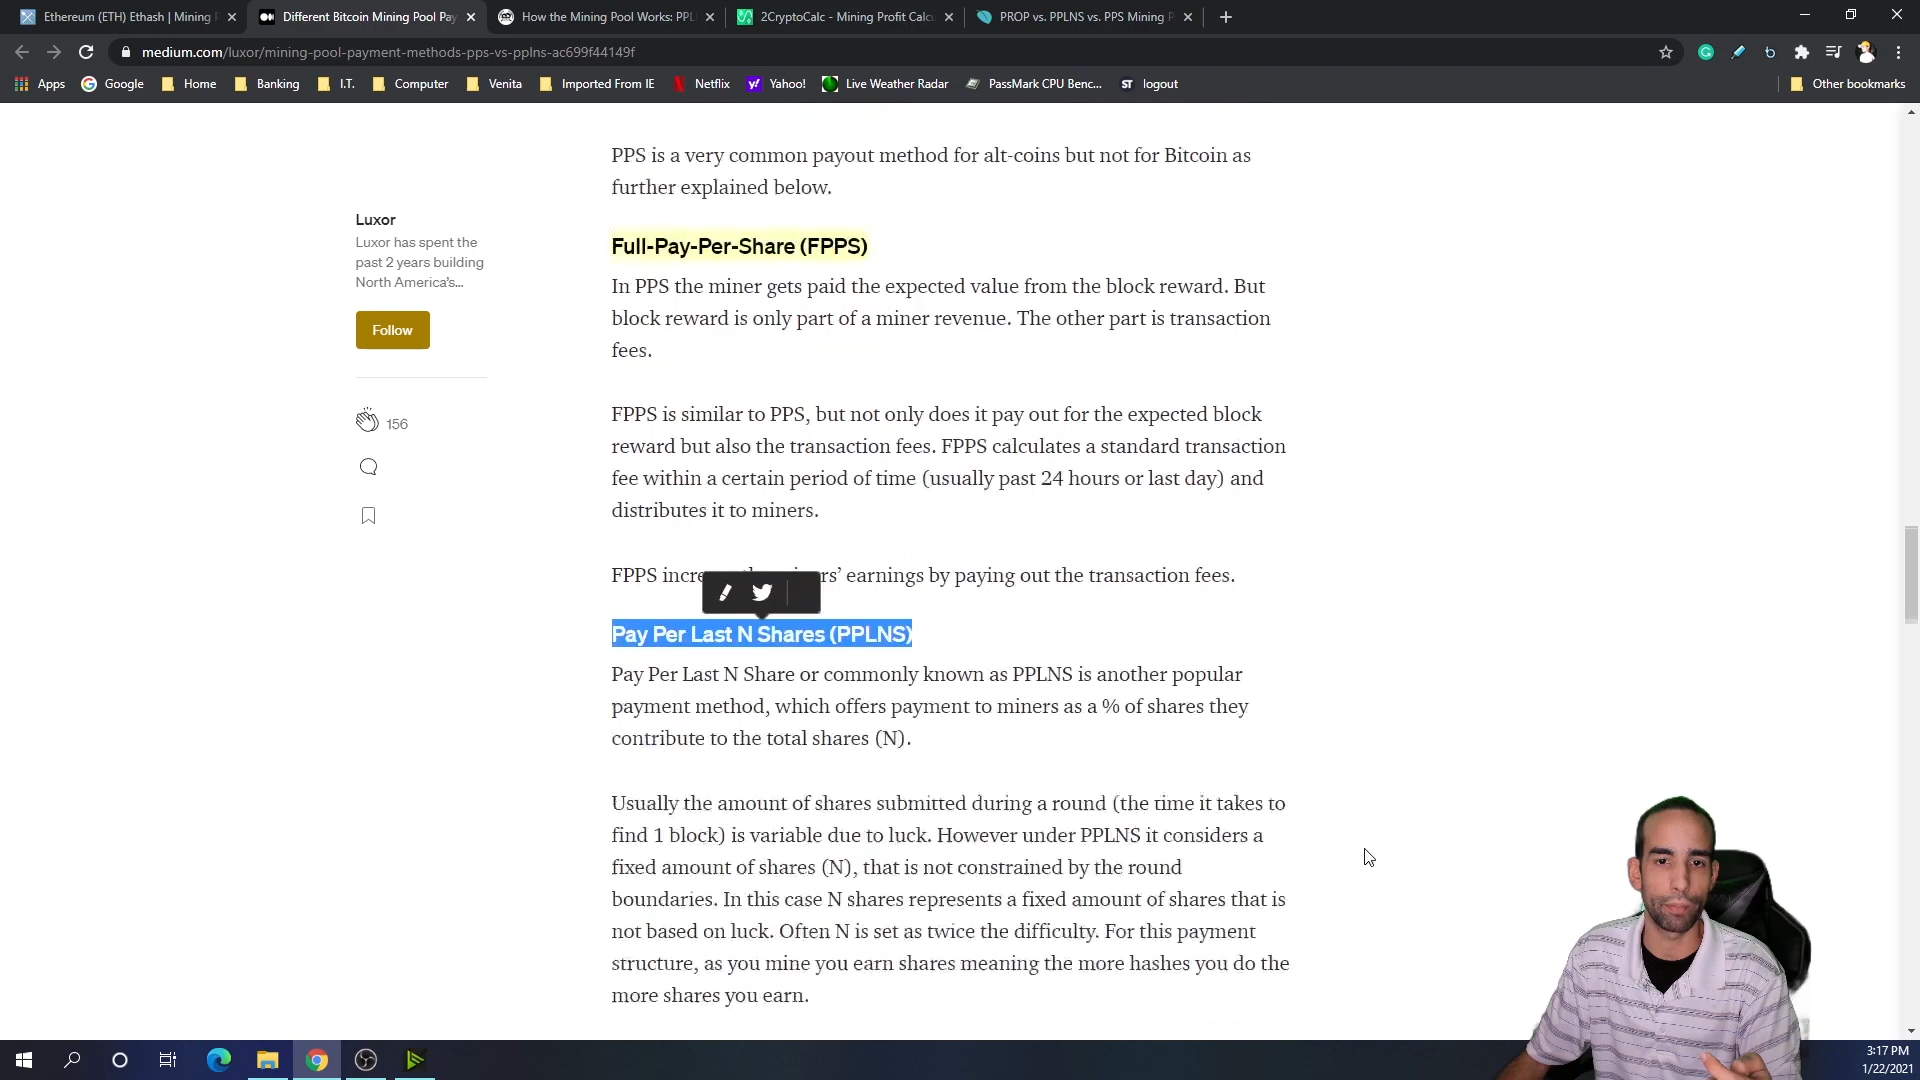 Ethereum (ETH) Ethash | Mining P
Different Bitcoin Mining Pool Pay
How the Mining Pool Works: PPL
2CryptoCalc - Mining Profit Calcu
PROP vs. PPLNS vs. PPS Mining P
medium.com/luxor/mining-pool-payment-methods-pps-vs-pplns-ac699f44149f
Apps
Google
Home
Banking
I.T.
Computer
Venita
Imported From IE
Netflix
Yahoo!
Live Weather Radar
PassMark CPU Benc...
ST
logout
Other bookmarks
Luxor
Luxor has spent the
past 2 years building
North America's...
Follow
156
PPS is a very common payout method for alt-coins but not for Bitcoin as
further explained below.
Full-Pay-Per-Share (FPPS)
In PPS the miner gets paid the expected value from the block reward. But
block reward is only part of a miner revenue. The other part is transaction
fees.
FPPS is similar to PPS, but not only does it pay out for the expected block
reward but also the transaction fees. FPPS calculates a standard transaction
fee within a certain period of time (usually past 24 hours or last day) and
distributes it to miners.
FPPS incre rs' earnings by paying out the transaction fees.
Pay Per Last N Shares (PPLNS)
Pay Per Last N Share or commonly known as PPLNS is another popular
payment method, which offers payment to miners as a % of shares they
contribute to the total shares (N).
Usually the amount of shares submitted during a round (the time it takes to
find 1 block) is variable due to luck. However under PPLNS it considers a
fixed amount of shares (N), that is not constrained by the round
boundaries. In this case N shares represents a fixed amount of shares that is
not based on luck. Often N is set as twice the difficulty. For this payment
structure, as you mine you earn shares meaning the more hashes you do the
more shares you earn.
3:17 PM
1/22/2021